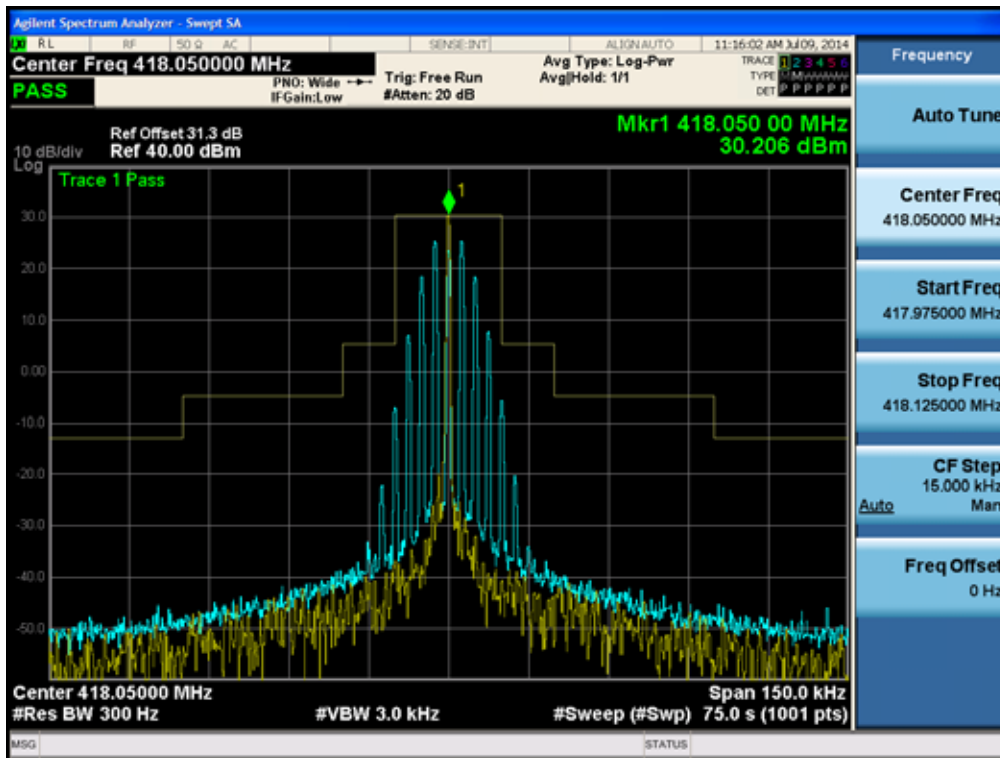 Agilent Spectrum Analyzer - Swept SA
RL RF 50 Ω AC SENSE:INT ALIGN AUTO 11:16:02 AM Jul 09, 2014
Center Freq 418.050000 MHz
PASS
PNO: Wide
IFGain:Low
Trig: Free Run
#Atten: 20 dB
Avg Type: Log-Pwr
Avg|Hold: 1/1
TRACE 1 2 3 4 5 6
TYPE
DET P P P P P P
Ref Offset 31.3 dB
10 dB/div Ref 40.00 dBm
Log
Mkr1 418.050 00 MHz
30.206 dBm
Trace 1 Pass
1
30.0
20.0
10.0
0.00
-10.0
-20.0
-30.0
-40.0
-50.0
Center 418.05000 MHz Span 150.0 kHz
#Res BW 300 Hz #VBW 3.0 kHz #Sweep (#Swp) 75.0 s (1001 pts)
MSG STATUS
Frequency
Auto Tune
Center Freq
418.050000 MHz
Start Freq
417.975000 MHz
Stop Freq
418.125000 MHz
CF Step
15.000 kHz
Auto Man
Freq Offset
0 Hz